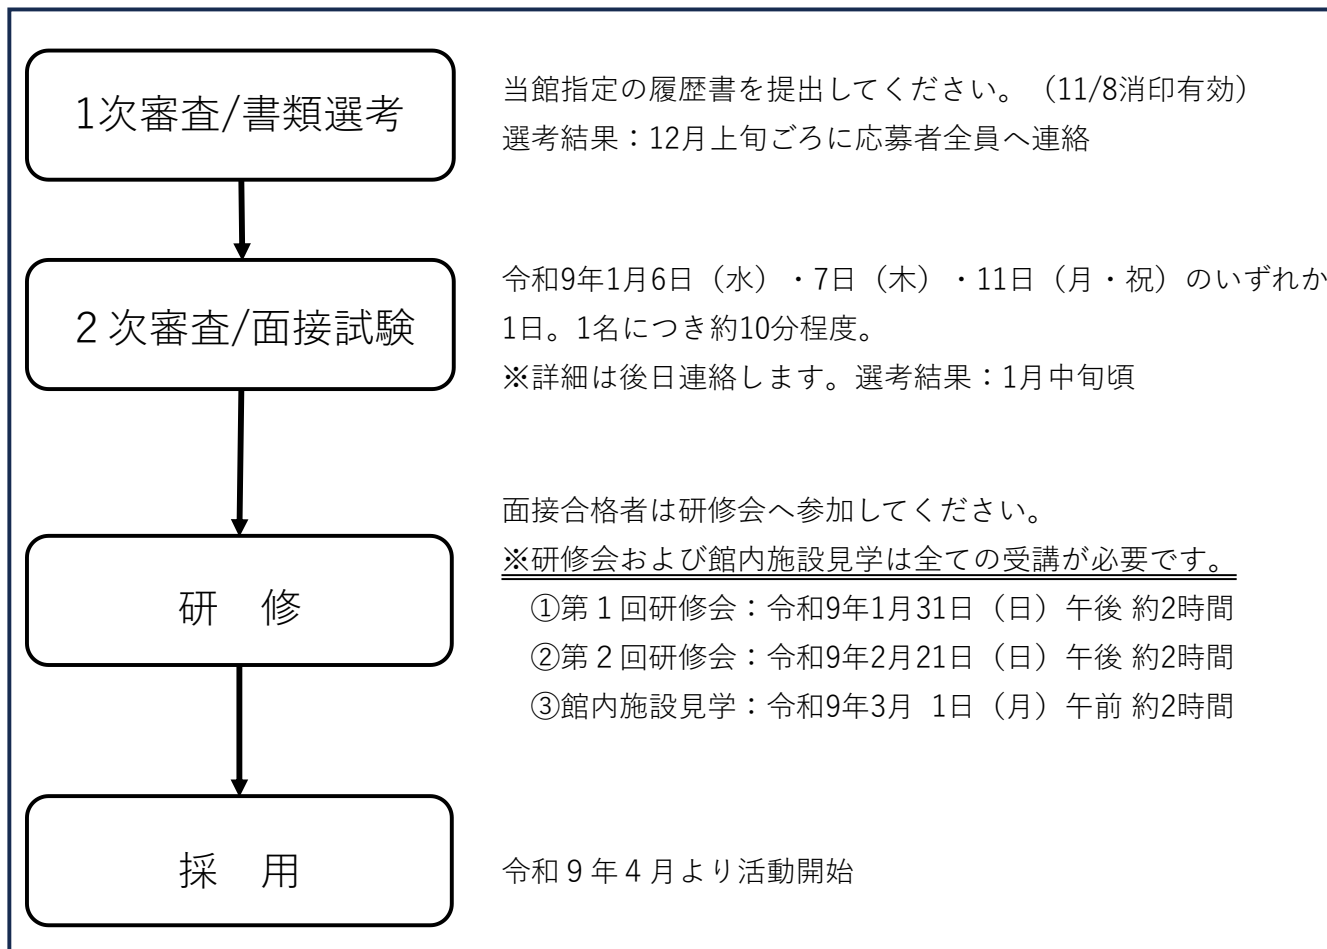 1次審査/書類選考
当館指定の履歴書を提出してください。（11/8消印有効）
選考結果：12月上旬ごろに応募者全員へ連絡
２次審査/面接試験
令和9年1月6日（水）・7日（木）・11日（月・祝）のいずれか
1日。1名につき約10分程度。
※詳細は後日連絡します。選考結果：1月中旬頃
研　修
面接合格者は研修会へ参加してください。
※研修会および館内施設見学は全ての受講が必要です。
①第１回研修会：令和9年1月31日（日）午後 約2時間
②第２回研修会：令和9年2月21日（日）午後 約2時間
③館内施設見学：令和9年3月 1日（月）午前 約2時間
採　用
令和９年４月より活動開始